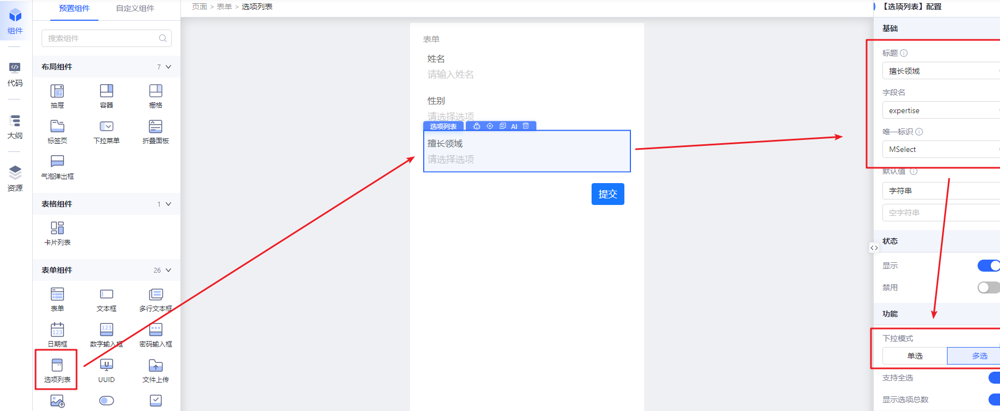 组件
代码
大纲
资源
预置组件
自定义组件
搜索组件
布局组件
7
抽屉
容器
栅格
标签页
下拉菜单
折叠面板
气泡弹出框
表格组件
1
卡片列表
表单组件
26
表单
文本框
多行文本框
123
日期框
123
数字输入框
密码输入框
选项列表
U
UUID
文件上传
页面 > 表单 > 选项列表
表单
姓名
请输入姓名
性别
请选择选项
选项列表
AI
擅长领域
请选择选项
提交
【选项列表】配置
基础
标题
擅长领域
字段名
expertise
唯一标识
MSelect
默认值
字符串
空字符串
状态
显示
禁用
功能
下拉模式
单选
多选
支持全选
显示选项总数